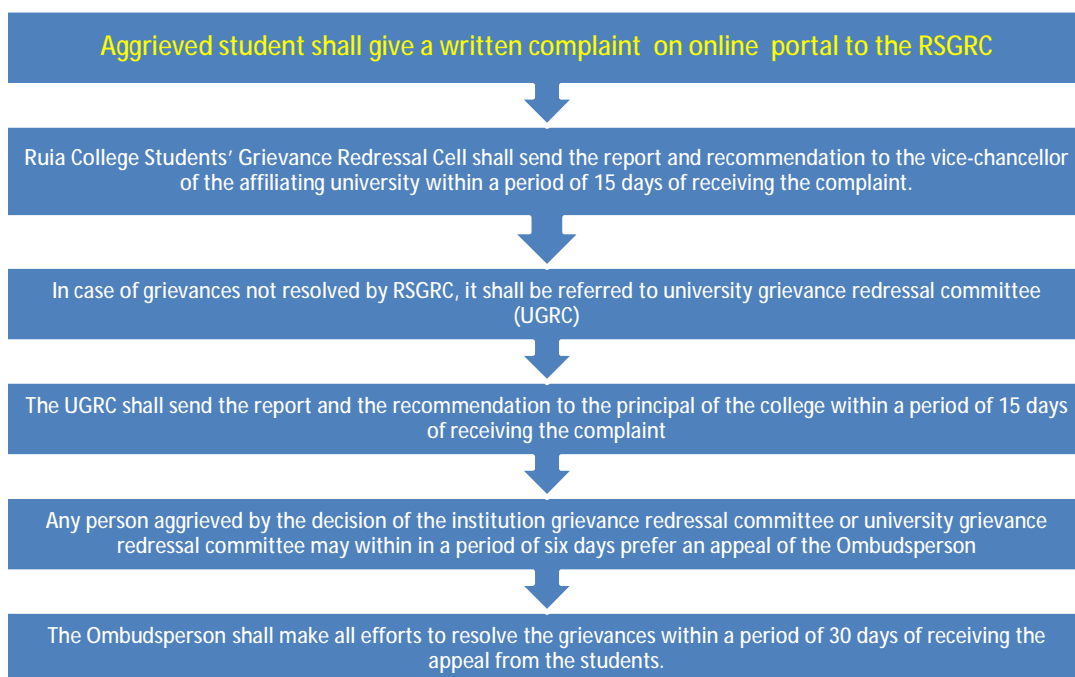 Aggrieved student shall give a written complaint on online portal to the RSGRC
Ruia College Students' Grievance Redressal Cell shall send the report and recommendation to the vice-chancellor
of the affiliating university within a period of 15 days of receiving the complaint.
In case of grievances not resolved by RSGRC, it shall be referred to university grievance redressal committee
(UGRC)
The UGRC shall send the report and the recommendation to the principal of the college within a period of 15 days
of receiving the complaint
Any person aggrieved by the decision of the institution grievance redressal committee or university grievance
redressal committee may within in a period of six days prefer an appeal of the Ombudsperson
The Ombudsperson shall make all efforts to resolve the grievances within a period of 30 days of receiving the
appeal from the students.